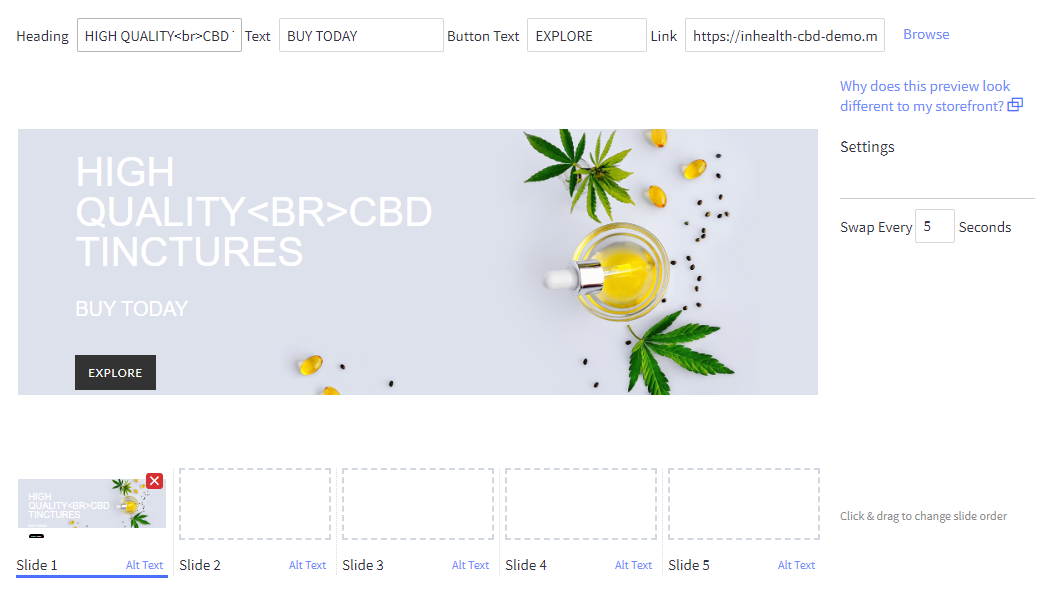 Heading HIGH QUALITY<br>CBD Text BUY TODAY Button Text EXPLORE Link https://inhealth-cbd-demo.m Browse
Why does this preview look
different to my storefront?
Settings
Swap Every 5 Seconds
HIGH
QUALITY<BR>CBD
TINCTURES
BUY TODAY
EXPLORE
HIGH
QUALITY<BR>CBD
TINCTURES
Click & drag to change slide order
Slide 1 Alt Text Slide 2 Alt Text Slide 3 Alt Text Slide 4 Alt Text Slide 5 Alt Text